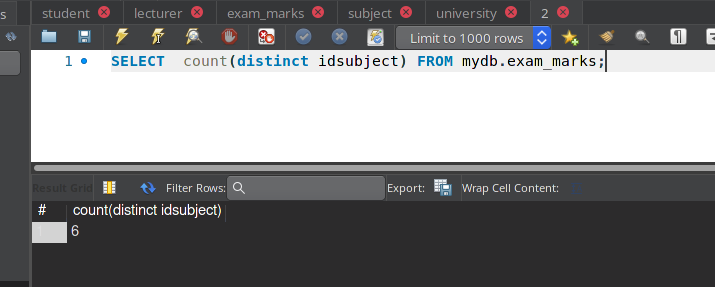 s student lecturer exam_marks subject university 2
Limit to 1000 rows
1 SELECT count(distinct idsubject) FROM mydb.exam_marks;
Result Grid Filter Rows: Export: Wrap Cell Content:
# count(distinct idsubject)
1 6